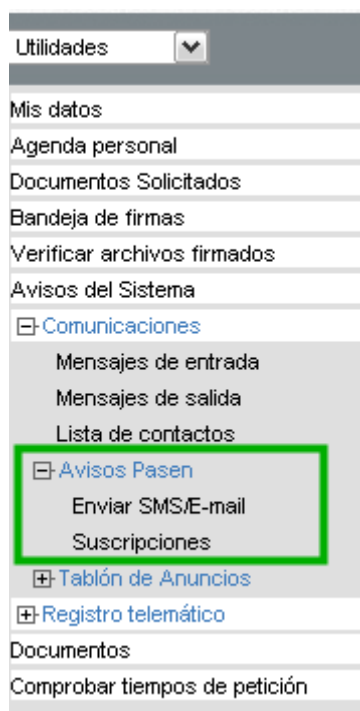 Utilidades
Mis datos
Agenda personal
Documentos Solicitados
Bandeja de firmas
Verificar archivos firmados
Avisos del Sistema
Comunicaciones
Mensajes de entrada
Mensajes de salida
Lista de contactos
Avisos Pasen
Enviar SMS/E-mail
Suscripciones
Tablón de Anuncios
Registro telemático
Documentos
Comprobar tiempos de petición